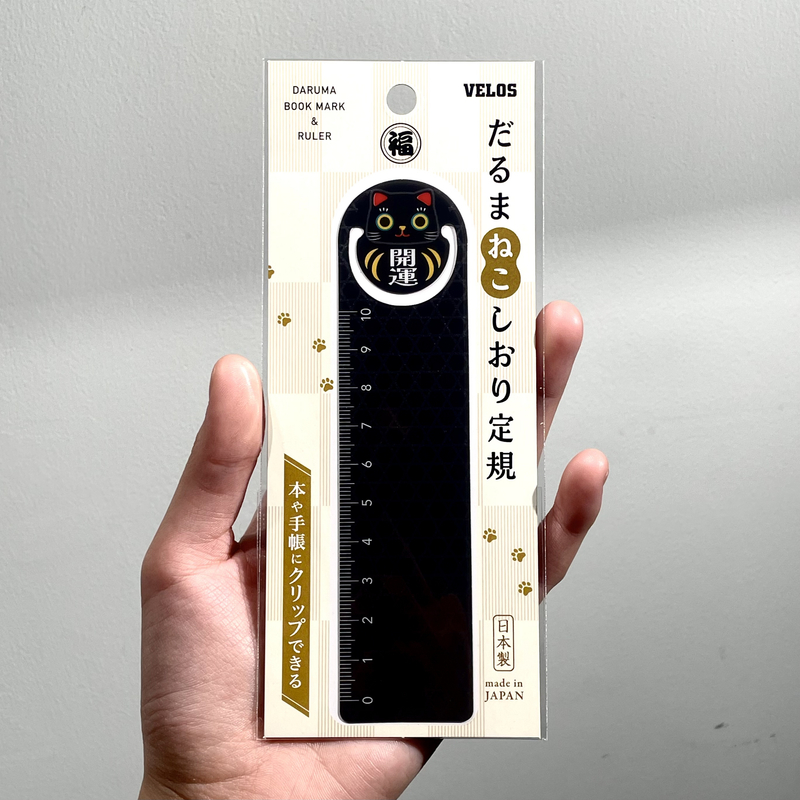 DARUMA
BOOK MARK
&
RULER
VELOS
福
だるまねこしおり定規
開運
10
9
8
7
6
5
4
3
2
1
0
本や手帳にクリップできる
日本製
made in
JAPAN